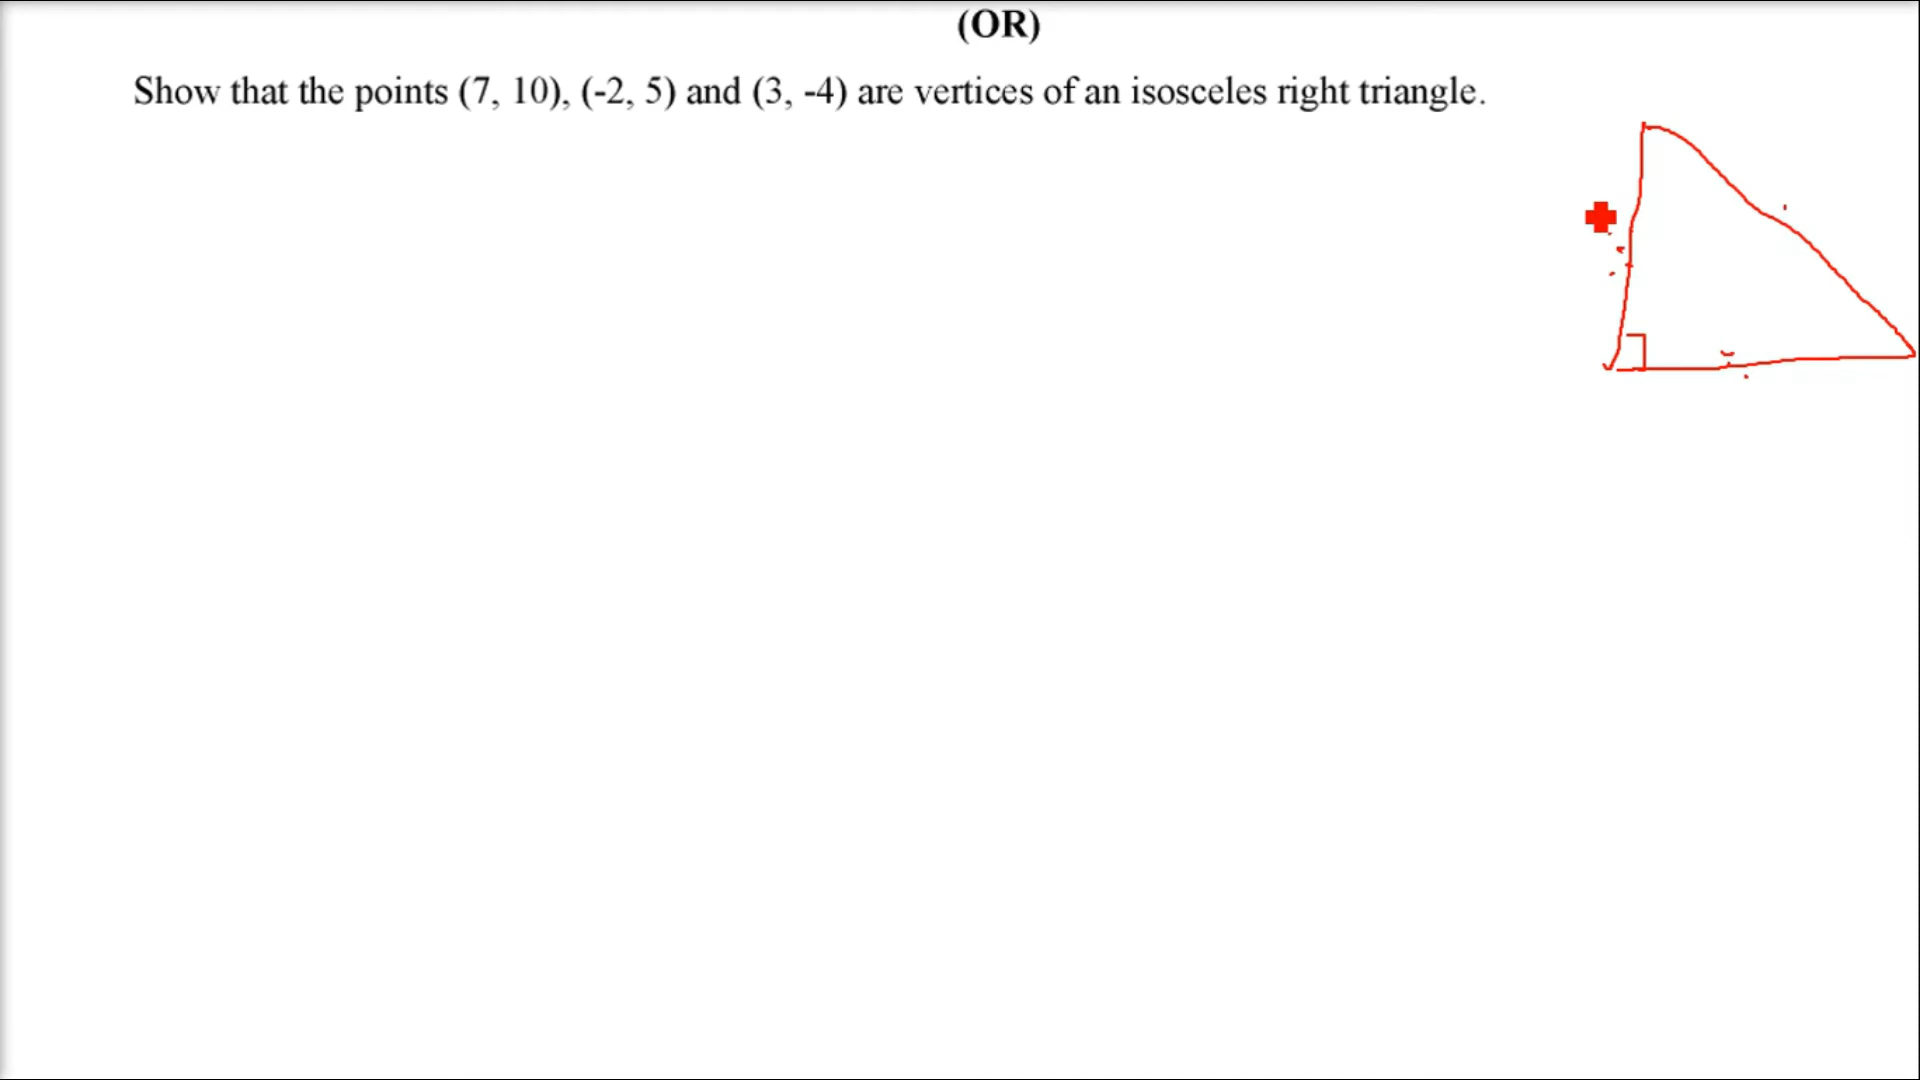 (OR)
Show that the points (7, 10), (-2, 5) and (3, -4) are vertices of an isosceles right triangle.